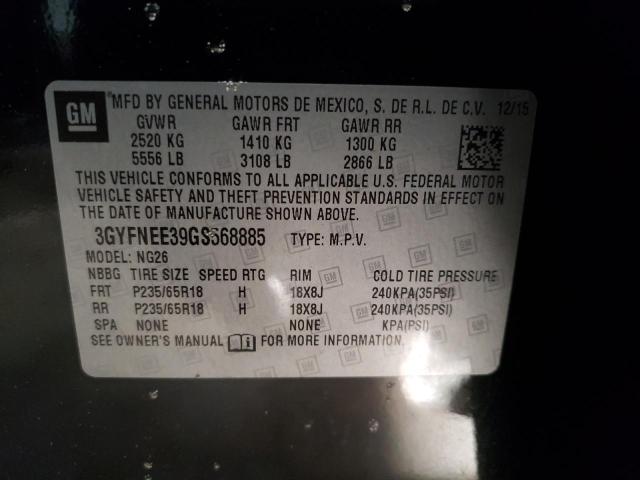 GM
MFD BY GENERAL MOTORS DE MEXICO, S. DE R.L. DE C.V. 12/15
GVWR GAWR FRT GAWR RR
2520 KG 1410 KG 1300 KG
5556 LB 3108 LB 2866 LB
THIS VEHICLE CONFORMS TO ALL APPLICABLE U.S. FEDERAL MOTOR
VEHICLE SAFETY AND THEFT PREVENTION STANDARDS IN EFFECT ON
THE DATE OF MANUFACTURE SHOWN ABOVE.
3GYFNEE39GS568885 TYPE: M.P.V.
MODEL: NG26
NBBG TIRE SIZE SPEED RTG RIM COLD TIRE PRESSURE
FRT P235/65R18 H 18X8J 240KPA(35PSI)
RR P235/65R18 H 18X8J 240KPA(35PSI)
SPA NONE NONE KPA(PSI)
SEE OWNER'S MANUAL FOR MORE INFORMATION.